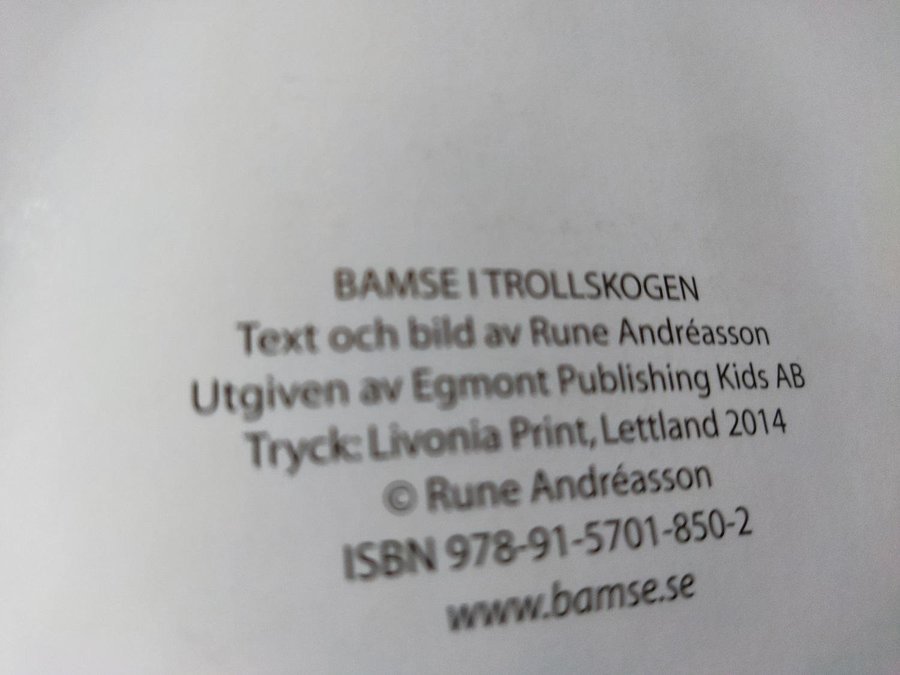 BAMSE I TROLLSKOGEN
Text och bild av Rune Andréasson
Utgiven av Egmont Publishing Kids AB
Tryck: Livonia Print, Lettland 2014
© Rune Andréasson
ISBN 978-91-5701-850-2
www.bamse.se